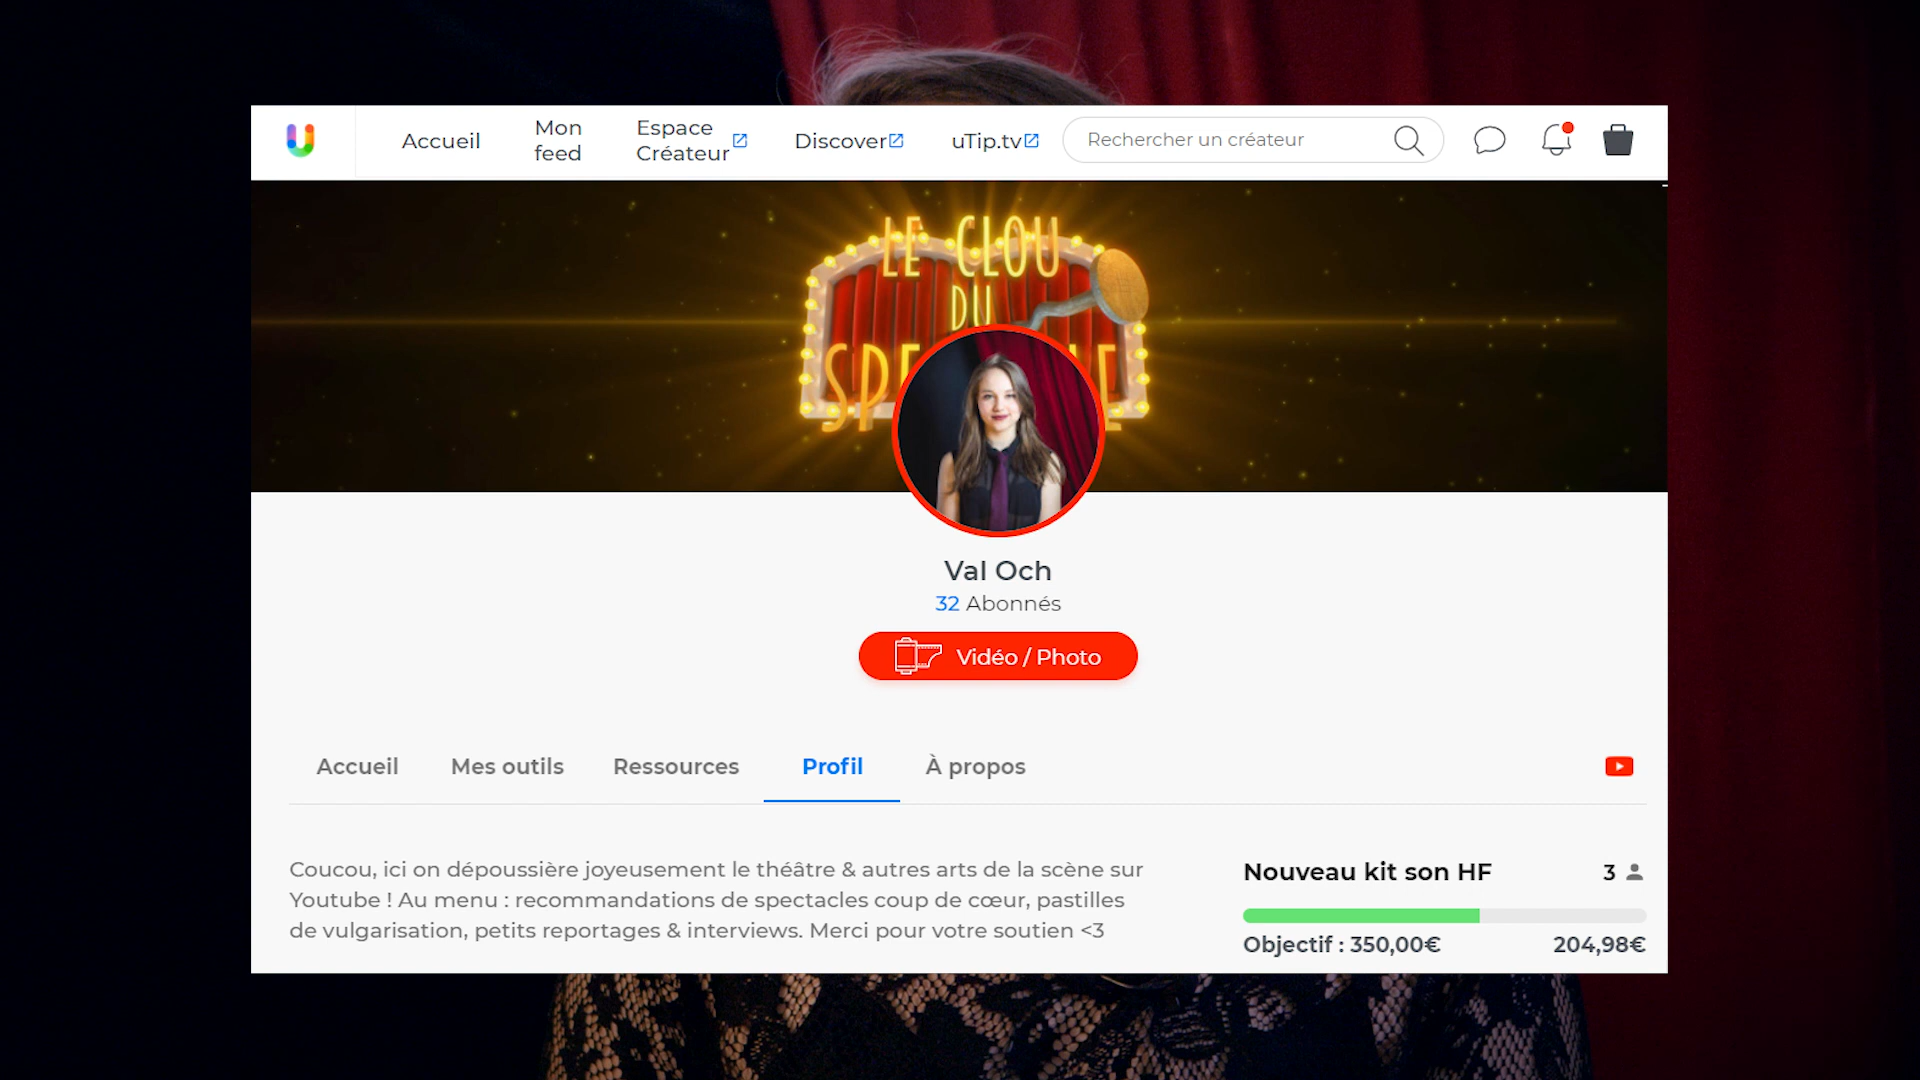 Accueil
Mon
feed
Espace
Créateur
Discover
uTip.tv
Rechercher un créateur
LE CLOU
DU
SPE LE
Val Och
32 Abonnés
Vidéo / Photo
Accueil
Mes outils
Ressources
Profil
À propos
Coucou, ici on dépoussière joyeusement le théâtre & autres arts de la scène sur
Youtube ! Au menu : recommandations de spectacles coup de cœur, pastilles
de vulgarisation, petits reportages & interviews. Merci pour votre soutien <3
Nouveau kit son HF 3
Objectif : 350,00€ 204,98€